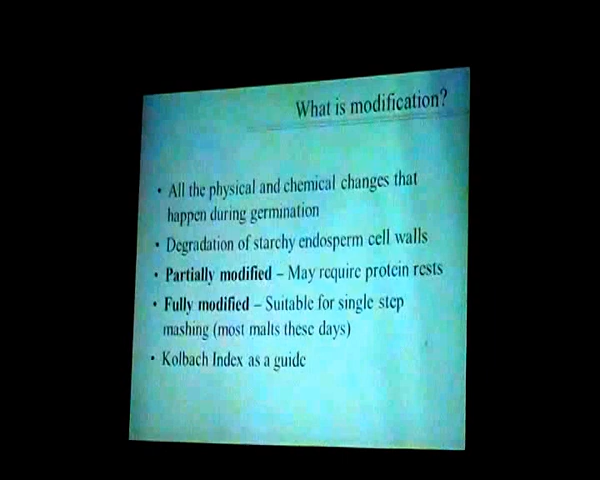 What is modification?
• All the physical and chemical changes that
happen during germination
• Degradation of starchy endosperm cell walls
• Partially modified – May require protein rests
• Fully modified – Suitable for single step
mashing (most malts these days)
• Kolbach Index as a guide